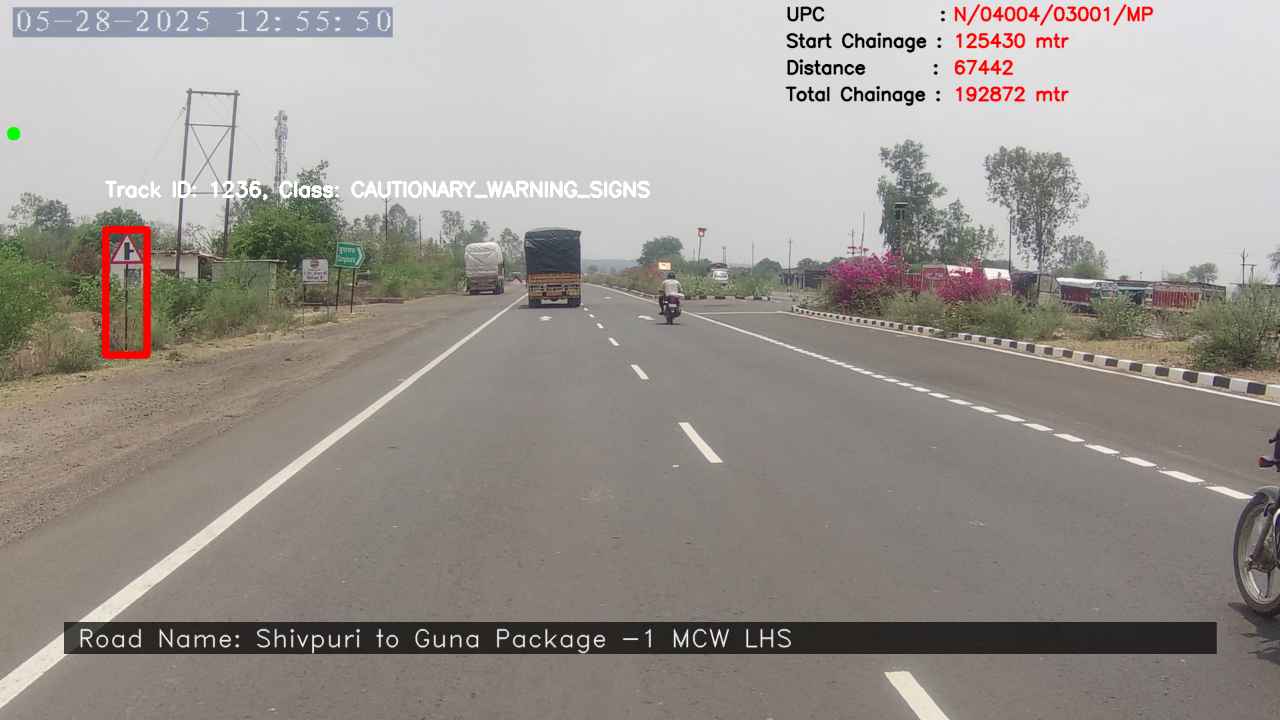 05-28-2025 12:55:50
UPC : N/04004/03001/MP
Start Chainage : 125430 mtr
Distance : 67442
Total Chainage : 192872 mtr
Track ID: 1236, Class: CAUTIONARY_WARNING_SIGNS
Road Name: Shivpuri to Guna Package -1 MCW LHS